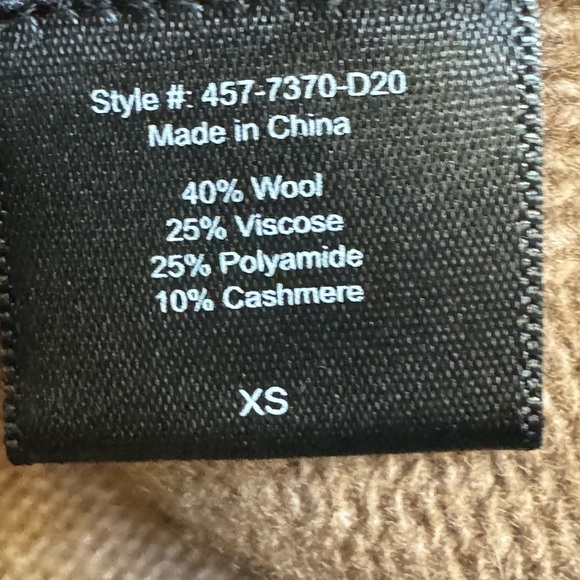 Style #: 457-7370-D20
Made in China
40% Wool
25% Viscose
25% Polyamide
10% Cashmere
XS